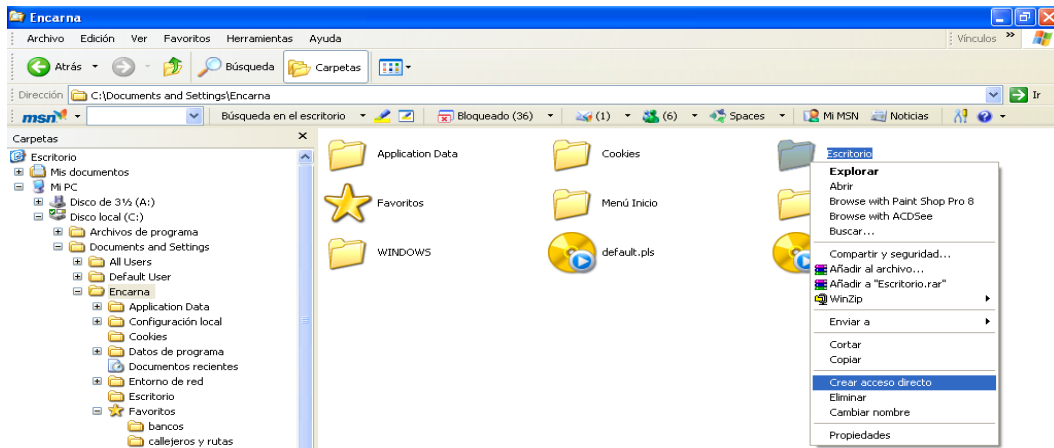 Encarna
Archivo Edición Ver Favoritos Herramientas Ayuda Vínculos »
Atrás Búsqueda Carpetas
Dirección C:\Documents and Settings\Encarna Ir
msn Búsqueda en el escritorio Bloqueado (36) (1) (6) Spaces Mi MSN Noticias
Carpetas
Escritorio
Mis documentos
Mi PC
Disco de 3½ (A:)
Disco local (C:)
Archivos de programa
Documents and Settings
All Users
Default User
Encarna
Application Data
Configuración local
Cookies
Datos de programa
Documentos recientes
Entorno de red
Escritorio
Favoritos
bancos
callejeros y rutas
Application Data Cookies Escritorio
Favoritos Menú Inicio
WINDOWS default.pls
Explorar
Abrir
Browse with Paint Shop Pro 8
Browse with ACDSee
Buscar...
Compartir y seguridad...
Añadir al archivo...
Añadir a "Escritorio.rar"
WinZip
Enviar a
Cortar
Copiar
Crear acceso directo
Eliminar
Cambiar nombre
Propiedades